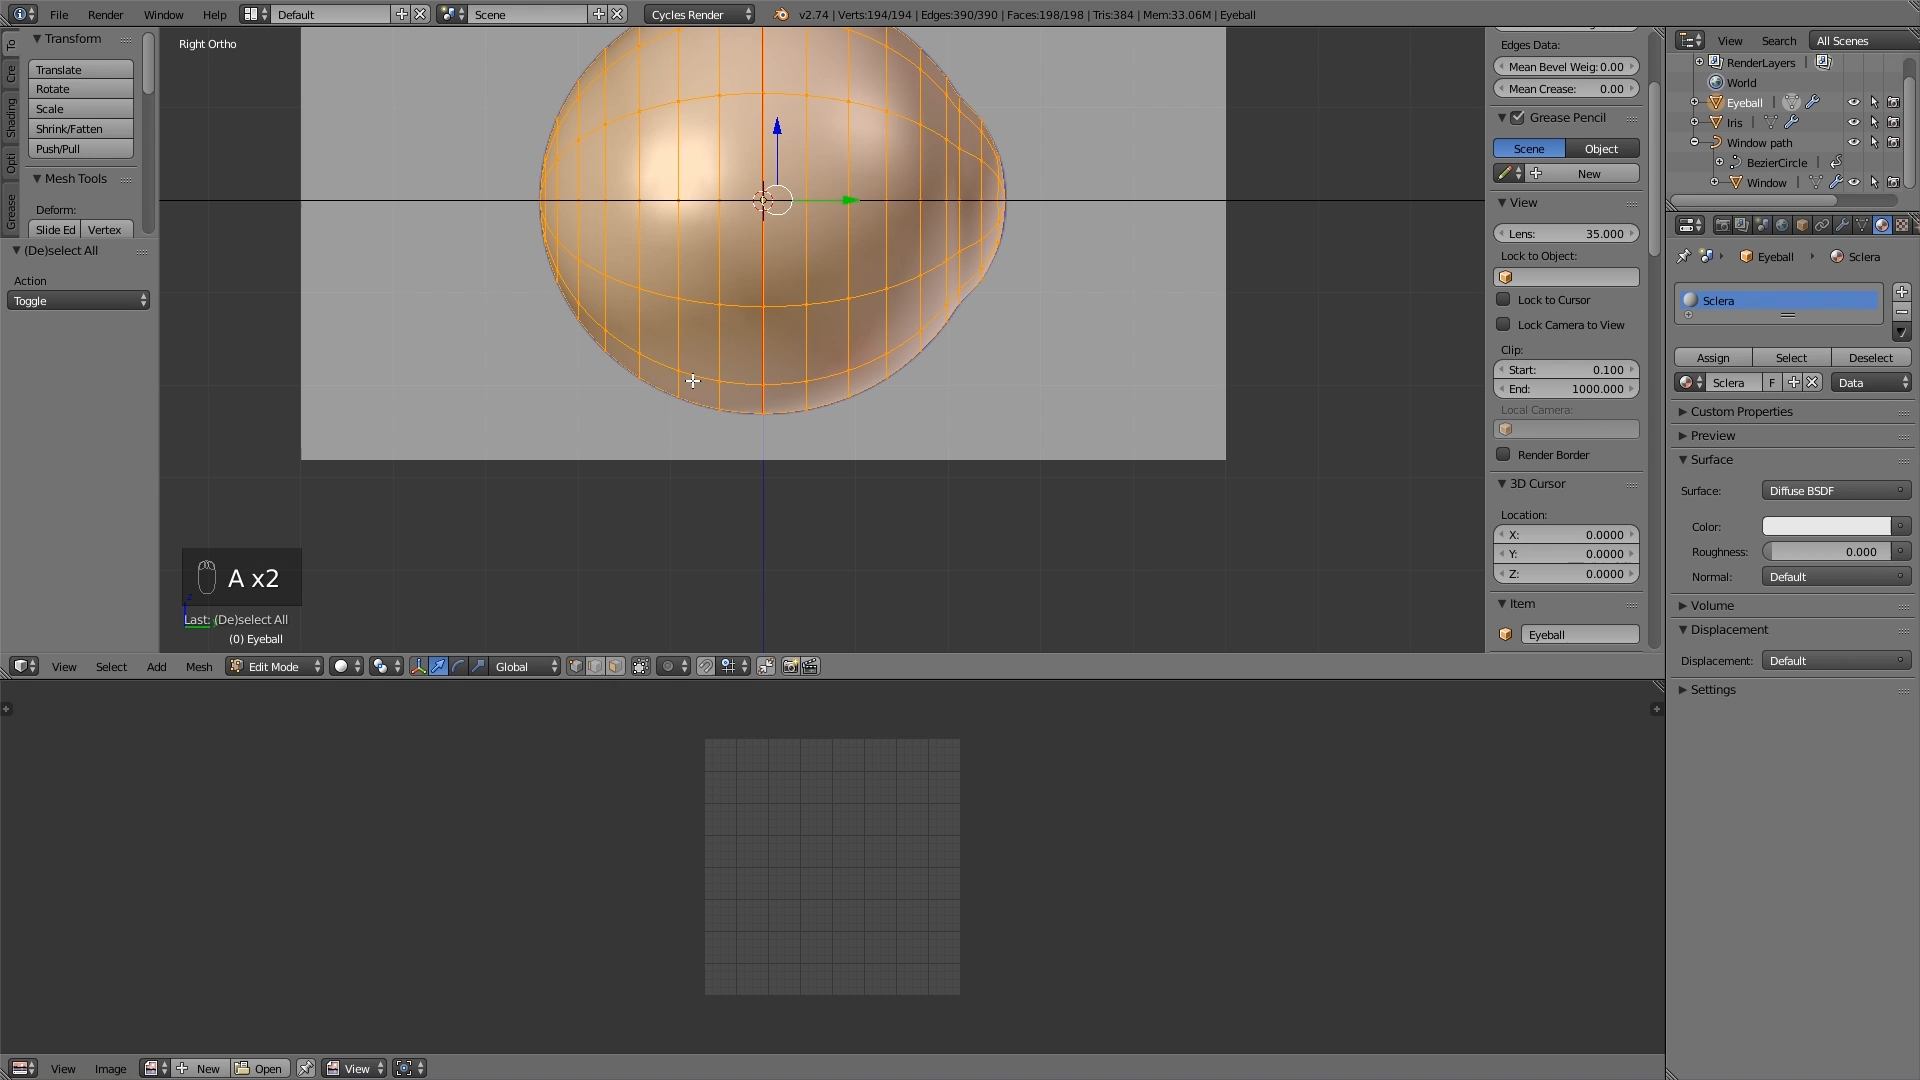 File Render Window Help Default Scene Cycles Render v2.74 | Verts:194/194 | Edges:390/390 | Faces:198/198 | Tris:384 | Mem:33.06M | Eyeball
To
Cre
Shading
Opti
Grease
Transform
Translate
Rotate
Scale
Shrink/Fatten
Push/Pull
Mesh Tools
Deform:
Slide Ed Vertex
(De)select All
Action
Toggle
Right Ortho
A x2
Last: (De)select All
(0) Eyeball
Edges Data:
Mean Bevel Weig: 0.00
Mean Crease: 0.00
Grease Pencil
Scene Object
New
View
Lens: 35.000
Lock to Object:
Lock to Cursor
Lock Camera to View
Clip:
Start: 0.100
End: 1000.000
Local Camera:
Render Border
3D Cursor
Location:
X: 0.0000
Y: 0.0000
Z: 0.0000
Item
Eyeball
View Select Add Mesh Edit Mode Global
View Search All Scenes
RenderLayers |
World
Eyeball |
Iris |
Window path
BezierCircle
Window |
Eyeball Sclera
Sclera
Assign Select Deselect
Sclera F Data
Custom Properties
Preview
Surface
Surface: Diffuse BSDF
Color:
Roughness: 0.000
Normal: Default
Volume
Displacement
Displacement: Default
Settings
View Image New Open View